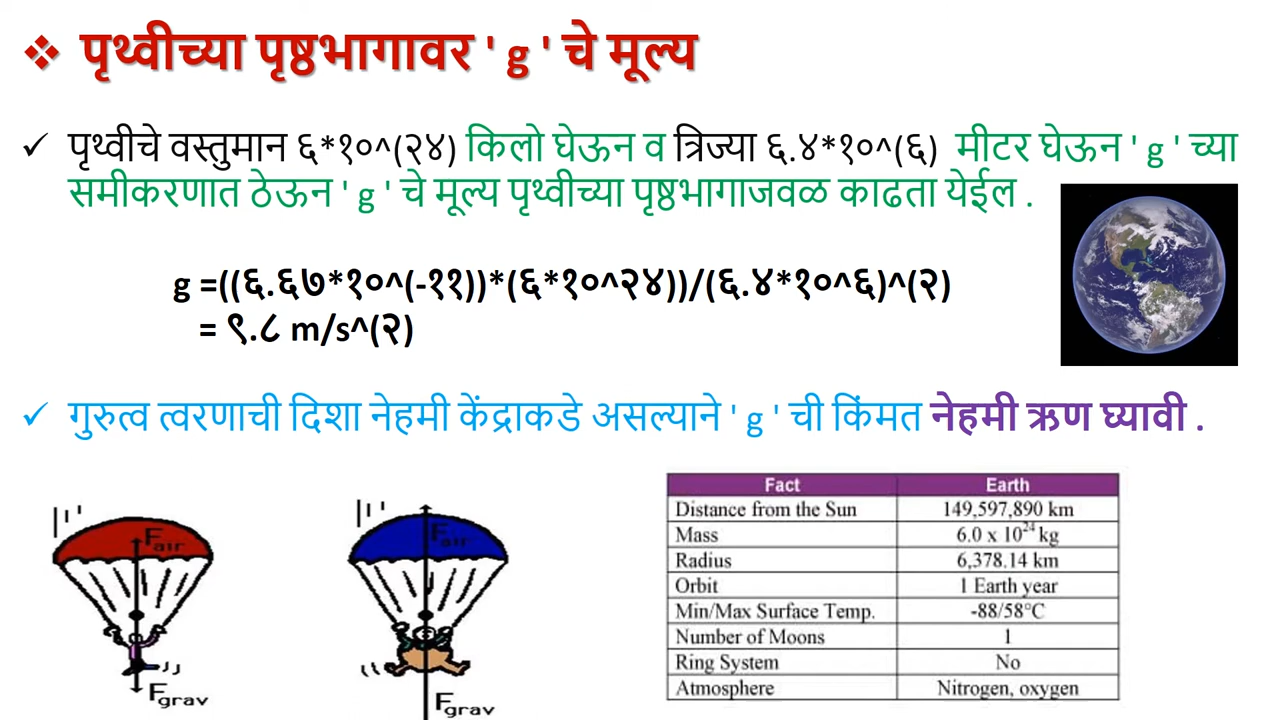 ❖ पृथ्वीच्या पृष्ठभागावर ' g ' चे मूल्य
✓ पृथ्वीचे वस्तुमान ६*१०^(२४) किलो घेऊन व त्रिज्या ६.४*१०^(६) मीटर घेऊन ' g ' च्या
समीकरणात ठेऊन ' g ' चे मूल्य पृथ्वीच्या पृष्ठभागाजवळ काढता येईल .
g =((६.६७*१०^(-११))*(६*१०^२४))/(६.४*१०^६)^(२)
= ९.८ m/s^(२)
✓ गुरुत्व त्वरणाची दिशा नेहमी केंद्राकडे असल्याने ' g ' ची किंमत नेहमी ऋण घ्यावी .
Fair
Fgrav
Fair
Fgrav
Fact Earth
Distance from the Sun 149,597,890 km
Mass 6.0 x 10²⁴ kg
Radius 6,378.14 km
Orbit 1 Earth year
Min/Max Surface Temp. -88/58°C
Number of Moons 1
Ring System No
Atmosphere Nitrogen, oxygen